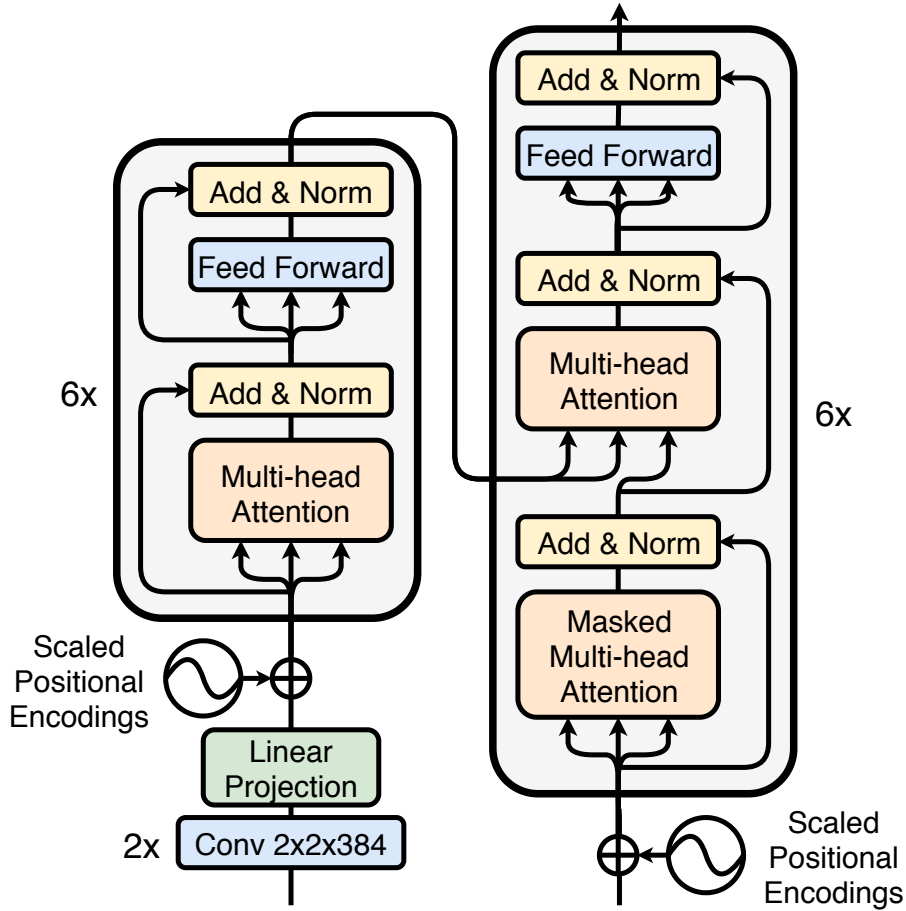 Add & Norm
Feed Forward
Add & Norm
Multi-head
Attention
6x
Scaled
Positional
Encodings
Linear
Projection
2x
Conv 2x2x384
Add & Norm
Feed Forward
Add & Norm
Multi-head
Attention
6x
Add & Norm
Masked
Multi-head
Attention
Scaled
Positional
Encodings